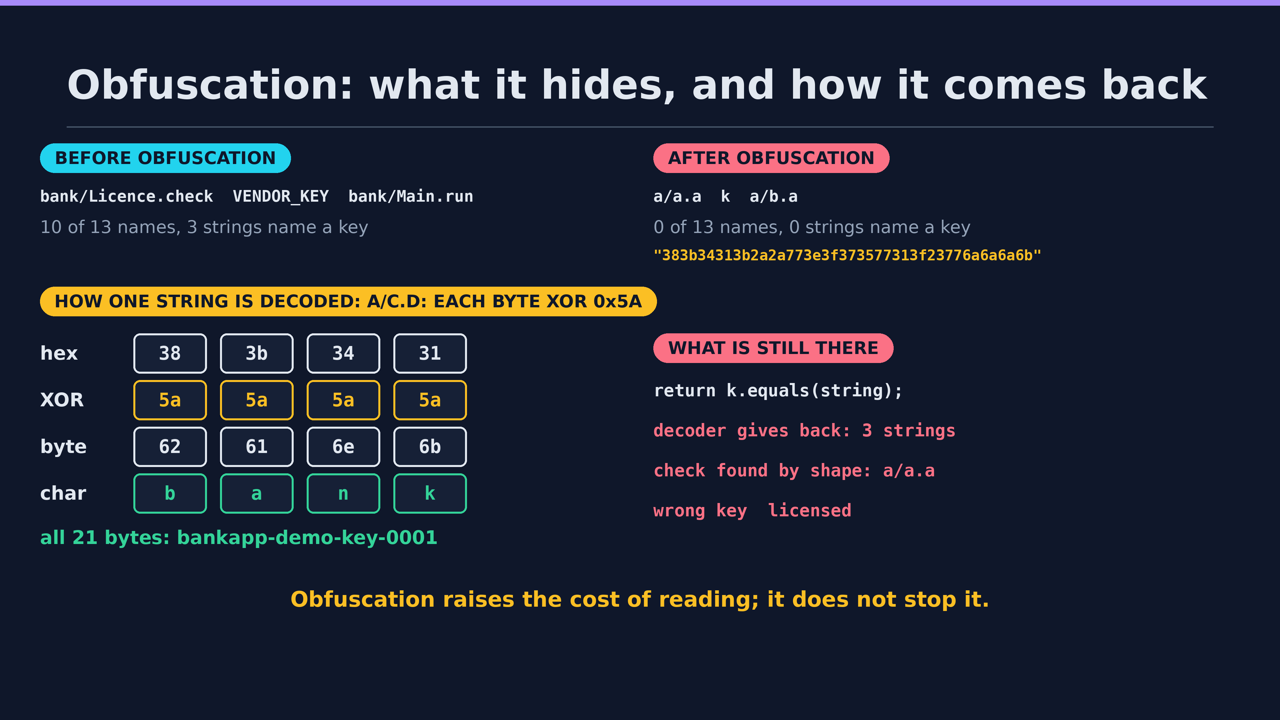 Obfuscation: what it hides, and how it comes back
BEFORE OBFUSCATION
bank/Licence.check  VENDOR_KEY  bank/Main.run
10 of 13 names, 3 strings name a key
AFTER OBFUSCATION
a/a.a  k  a/b.a
0 of 13 names, 0 strings name a key
"383b34313b2a2a773e3f373577313f23776a6a6a6b"
HOW ONE STRING IS DECODED: A/C.D: EACH BYTE XOR 0x5A
hex 38 3b 34 31
XOR 5a 5a 5a 5a
byte 62 61 6e 6b
char b a n k
all 21 bytes: bankapp-demo-key-0001
WHAT IS STILL THERE
return k.equals(string);
decoder gives back: 3 strings
check found by shape: a/a.a
wrong key  licensed
Obfuscation raises the cost of reading; it does not stop it.